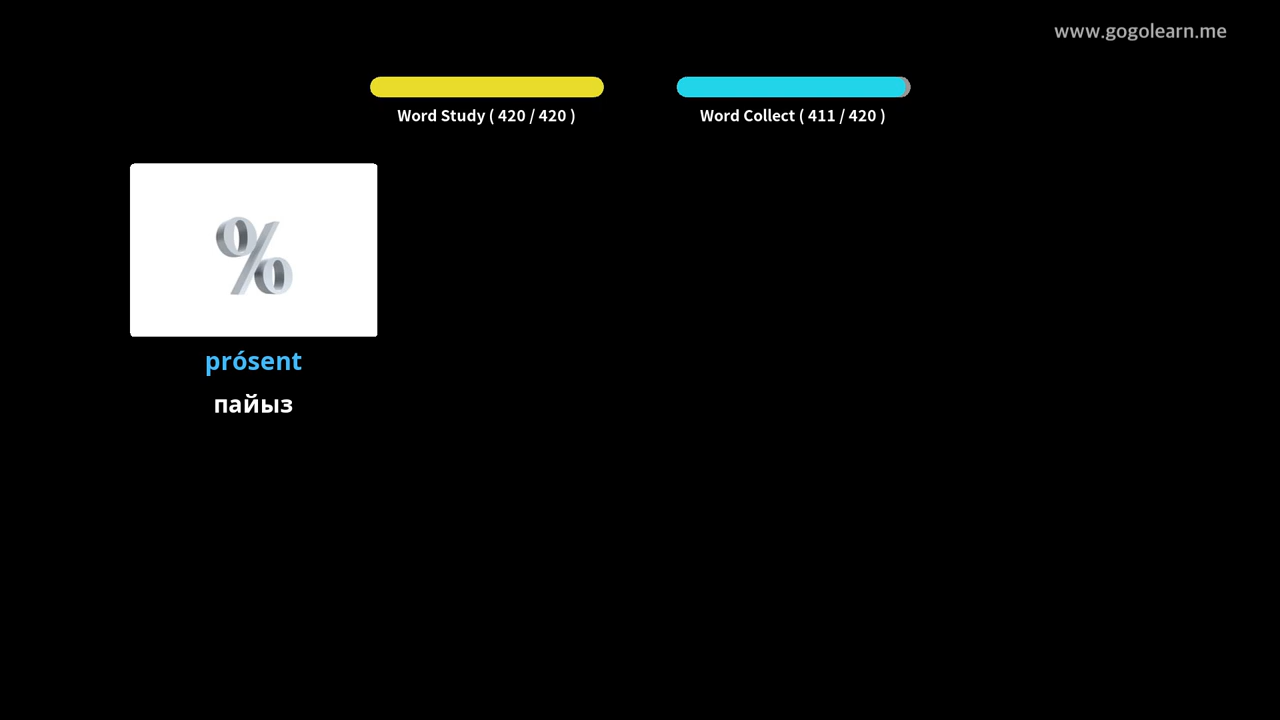 www.gogolearn.me
Word Study ( 420 / 420 )
Word Collect ( 411 / 420 )
%
prósent
пайыз